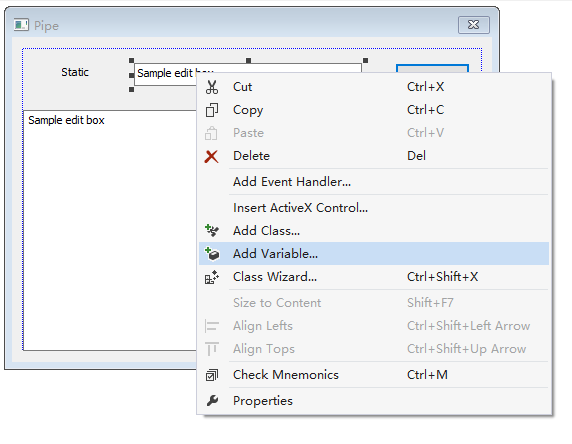 Pipe
Static
Sample edit box
Sample edit box
Cut Ctrl+X
Copy Ctrl+C
Paste Ctrl+V
Delete Del
Add Event Handler...
Insert ActiveX Control...
Add Class...
Add Variable...
Class Wizard... Ctrl+Shift+X
Size to Content Shift+F7
Align Lefts Ctrl+Shift+Left Arrow
Align Tops Ctrl+Shift+Up Arrow
Check Mnemonics Ctrl+M
Properties